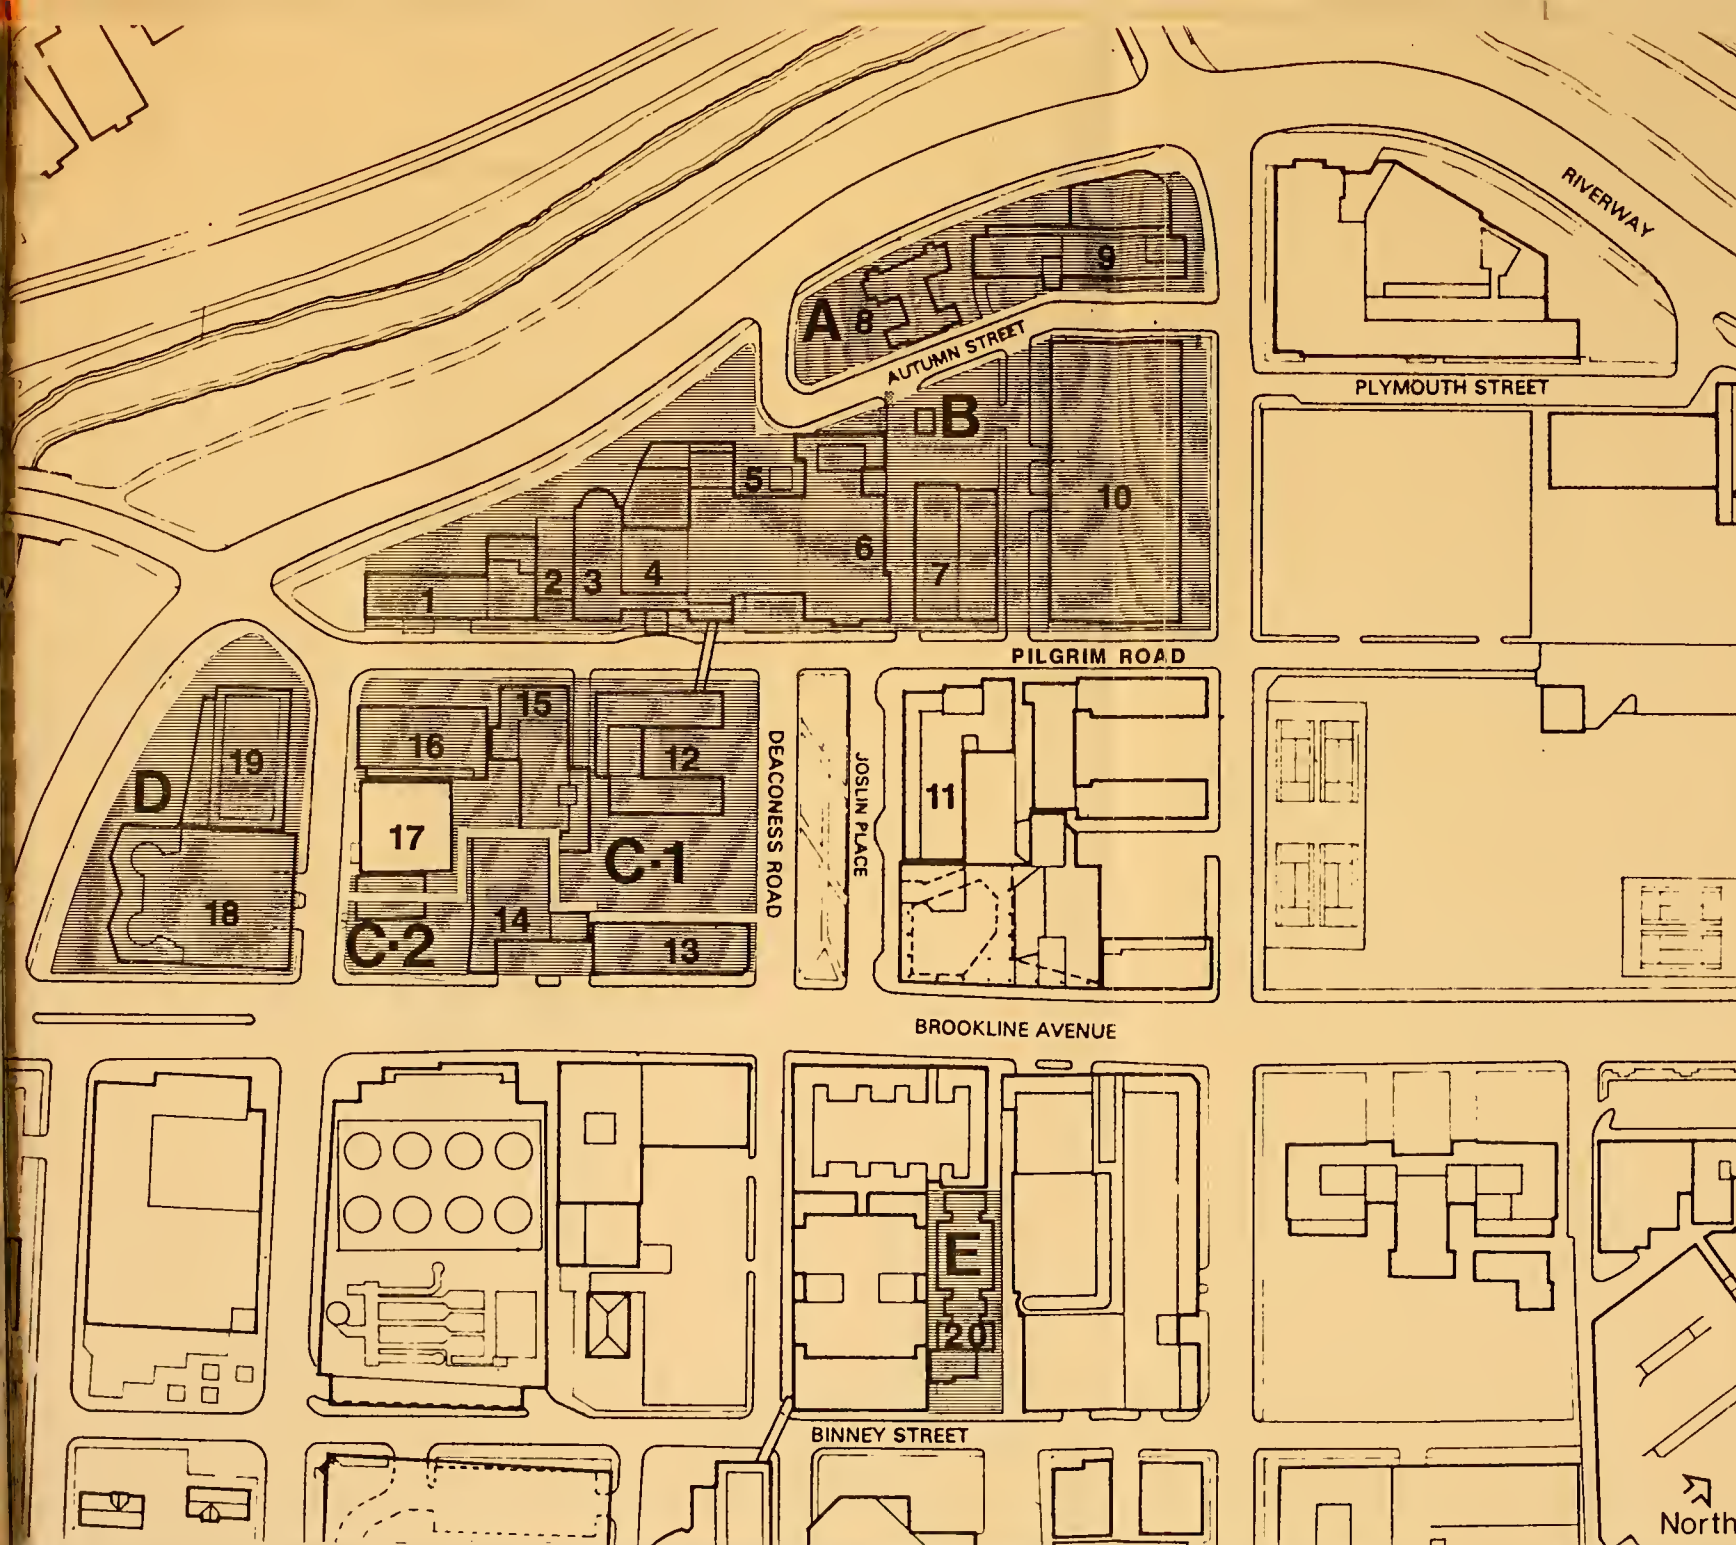 RIVERWAY
9
A
8
AUTUMN STREET
PLYMOUTH STREET
B
5
10
6
7
4
3
2
1
PILGRIM ROAD
15
16
12
19
D
DEACONESS ROAD
JOSLIN PLACE
11
17
C·1
18
14
C·2
13
BROOKLINE AVENUE
E
20
BINNEY STREET
North